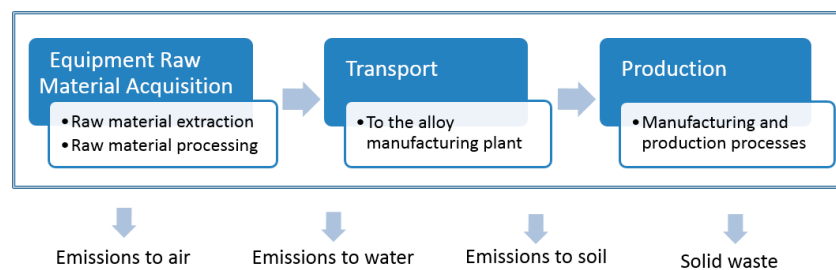 Equipment Raw
Material Acquisition
• Raw material extraction
• Raw material processing
Transport
• To the alloy
manufacturing plant
Production
• Manufacturing and
production processes
Emissions to air
Emissions to water
Emissions to soil
Solid waste